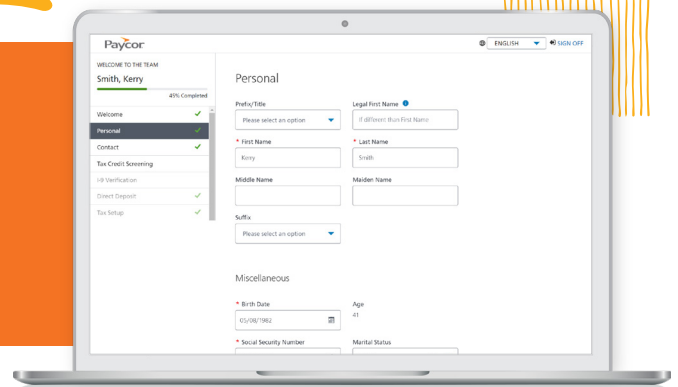 Paycor
ENGLISH
SIGN OFF
WELCOME TO THE TEAM
Smith, Kerry
45% Completed
Welcome
Personal
Contact
Tax Credit Screening
I-9 Verification
Direct Deposit
Tax Setup
Personal
Prefix/Title
Legal First Name
Please select an option
If different than First Name
* First Name
* Last Name
Kerry
Smith
Middle Name
Maiden Name
Suffix
Please select an option
Miscellaneous
* Birth Date
Age
05/08/1982
41
* Social Security Number
Marital Status